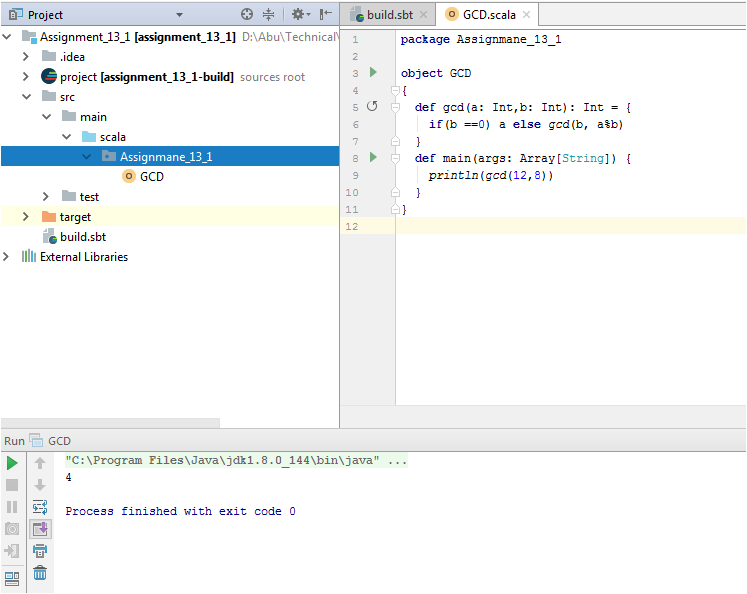 Project
Assignment_13_1 [assignment_13_1] D:\Abu\Technical\
.idea
project [assignment_13_1-build] sources root
src
main
scala
Assignmane_13_1
GCD
test
target
build.sbt
External Libraries
build.sbt GCD.scala
1 package Assignmane_13_1
2
3 object GCD
4 {
5 def gcd(a: Int,b: Int): Int = {
6 if(b ==0) a else gcd(b, a%b)
7 }
8 def main(args: Array[String]) {
9 println(gcd(12,8))
10 }
11 }
12
Run GCD
"C:\Program Files\Java\jdk1.8.0_144\bin\java" ...
4
Process finished with exit code 0